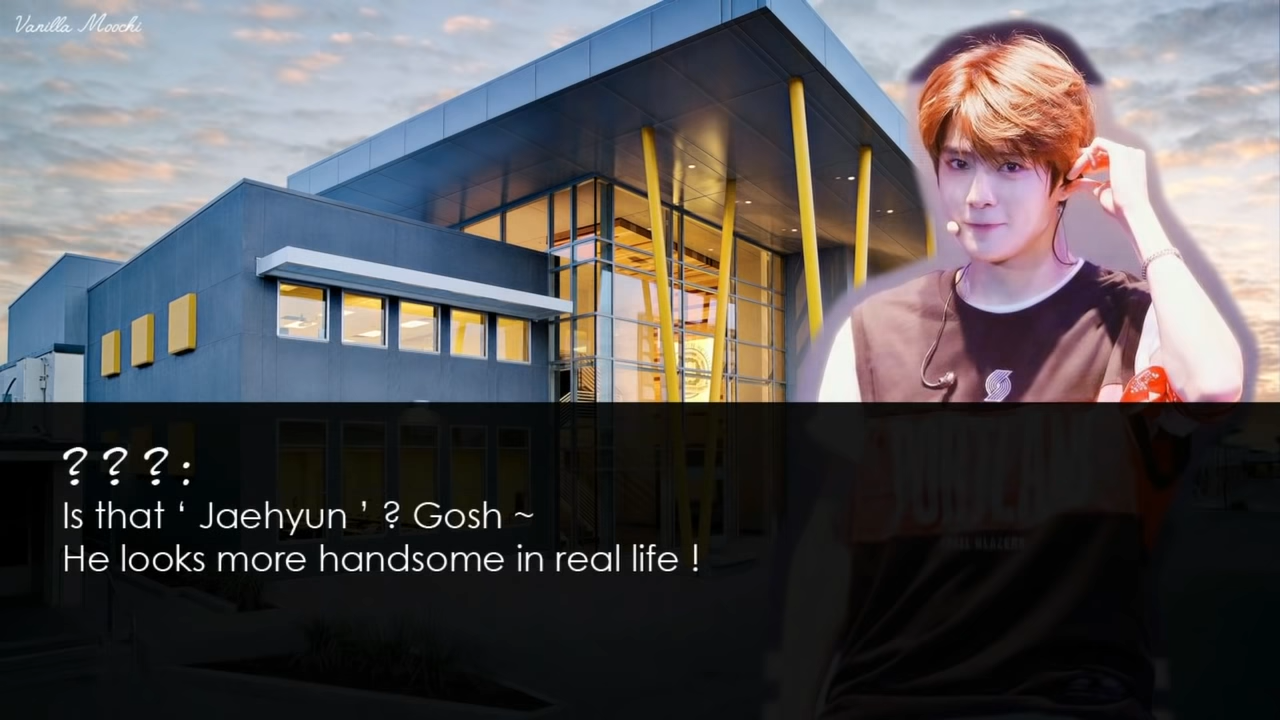 Vanilla Moochi
? ? ? :
Is that ‘ Jaehyun ’ ? Gosh ~
He looks more handsome in real life !